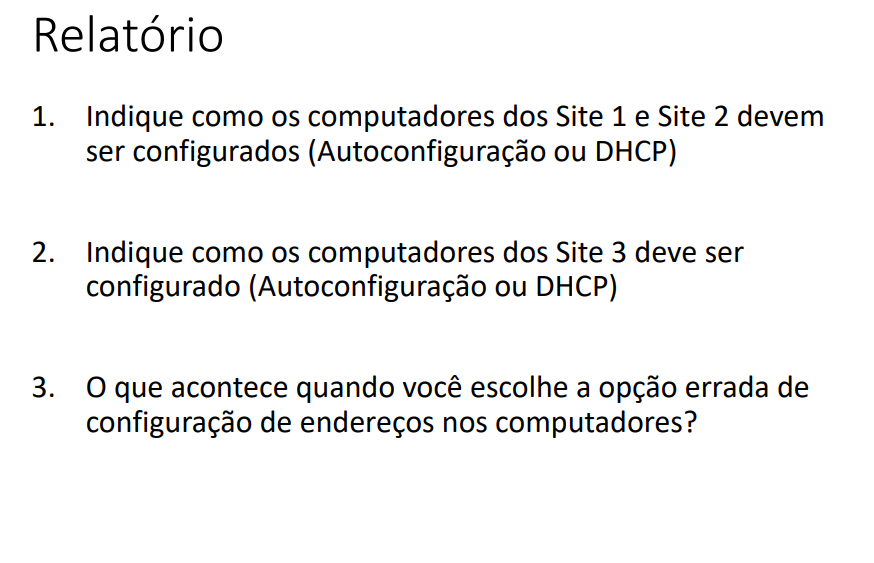 Relatório
1. Indique como os computadores dos Site 1 e Site 2 devem
ser configurados (Autoconfiguração ou DHCP)
2. Indique como os computadores dos Site 3 deve ser
configurado (Autoconfiguração ou DHCP)
3. O que acontece quando você escolhe a opção errada de
configuração de endereços nos computadores?